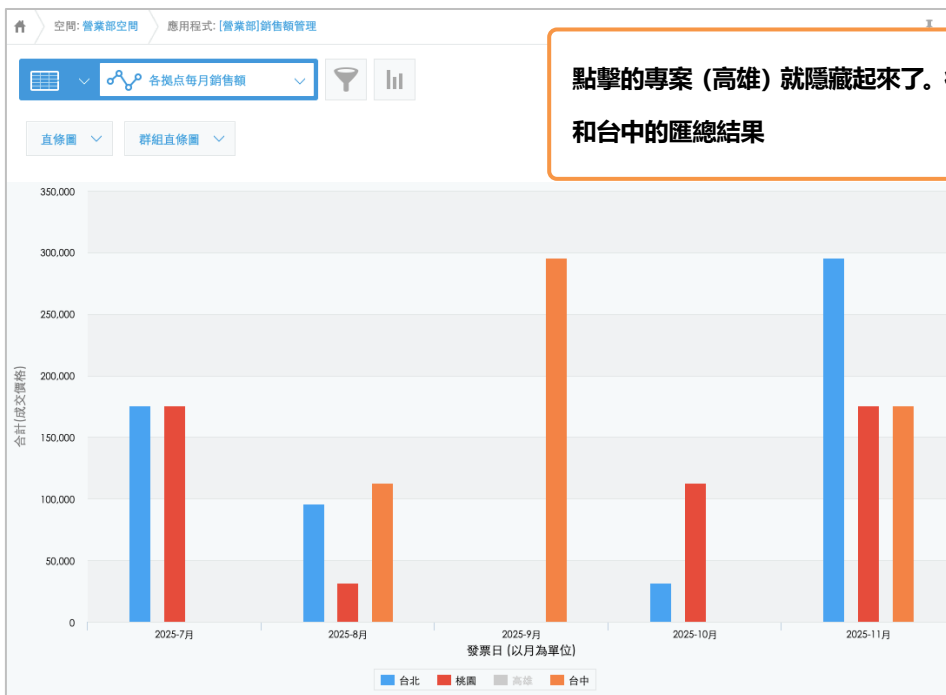 空間: 營業部空間 應用程式: [營業部]銷售額管理
點擊的專案 (高雄) 就隱藏起來了。
和台中的匯總結果
各拠点每月銷售額
直條圖 群組直條圖
合計(成交價格)
350,000
300,000
250,000
200,000
150,000
100,000
50,000
0
2025-7月 2025-8月 2025-9月 2025-10月 2025-11月
發票日 (以月為單位)
台北 桃園 高雄 台中